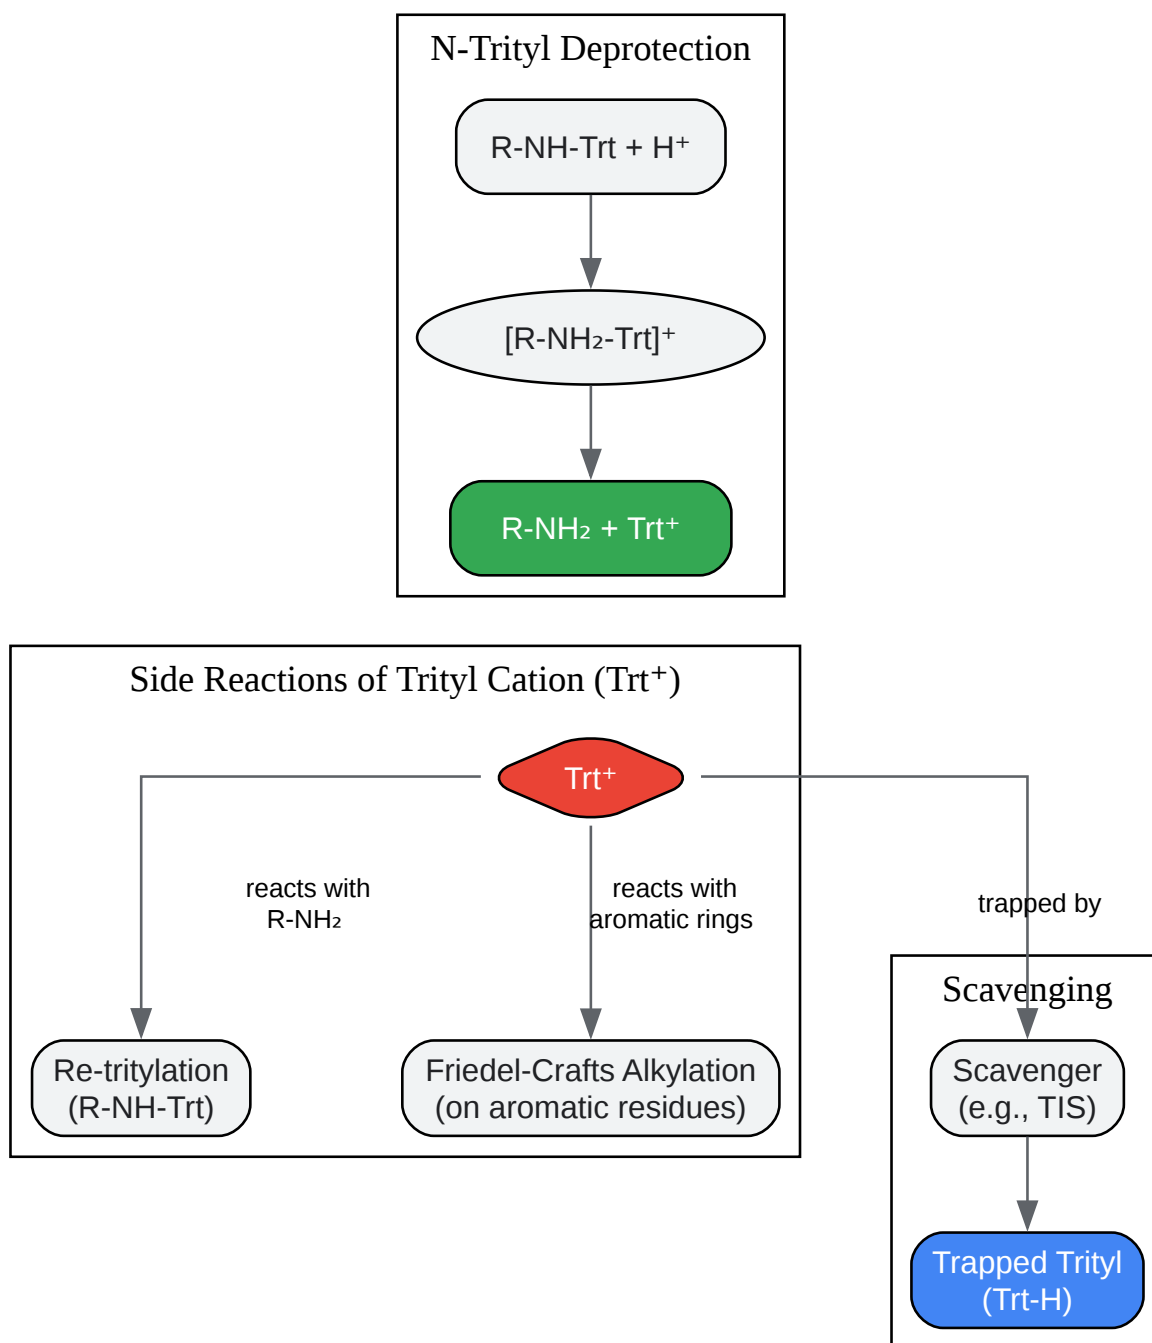 N-Trityl Deprotection
R-NH-Trt + H⁺
[R-NH₂-Trt]⁺
R-NH₂ + Trt⁺
Side Reactions of Trityl Cation (Trt⁺)
Trt⁺
reacts with
R-NH₂
reacts with
aromatic rings
trapped by
Re-tritylation
(R-NH-Trt)
Friedel-Crafts Alkylation
(on aromatic residues)
Scavenging
Scavenger
(e.g., TIS)
Trapped Trityl
(Trt-H)